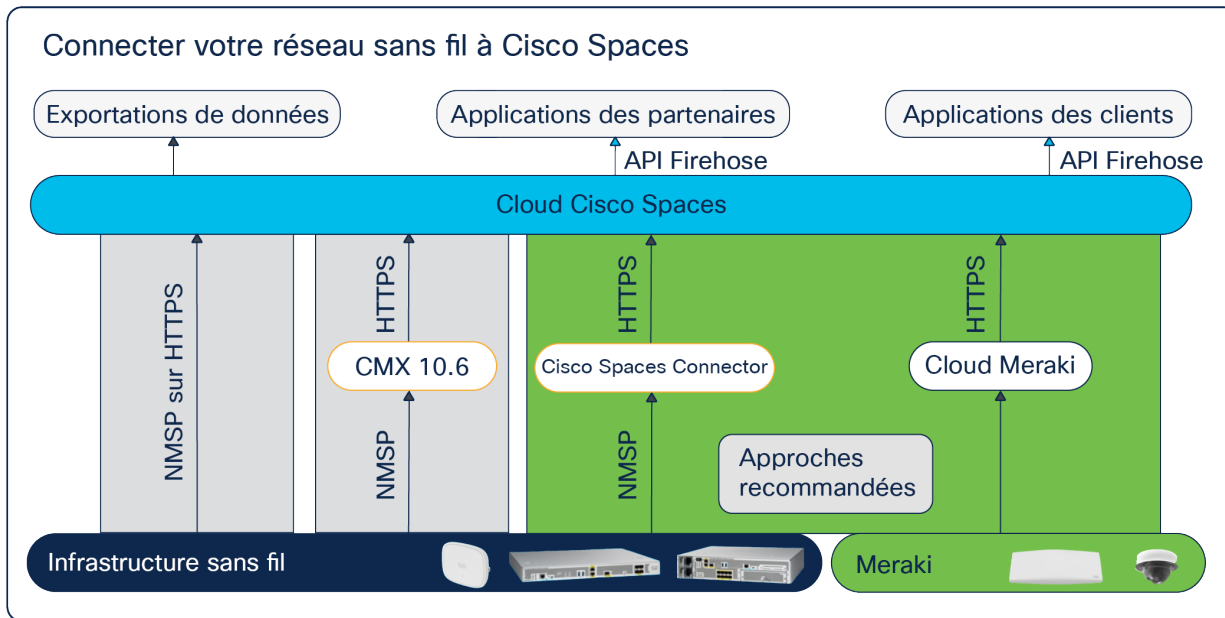 Connecter votre réseau sans fil à Cisco Spaces
Exportations de données
Applications des partenaires
Applications des clients
API Firehose
API Firehose
Cloud Cisco Spaces
NMSP sur HTTPS
HTTPS
HTTPS
HTTPS
CMX 10.6
Cisco Spaces Connector
Cloud Meraki
NMSP
NMSP
Approches
recommandées
Infrastructure sans fil
Meraki